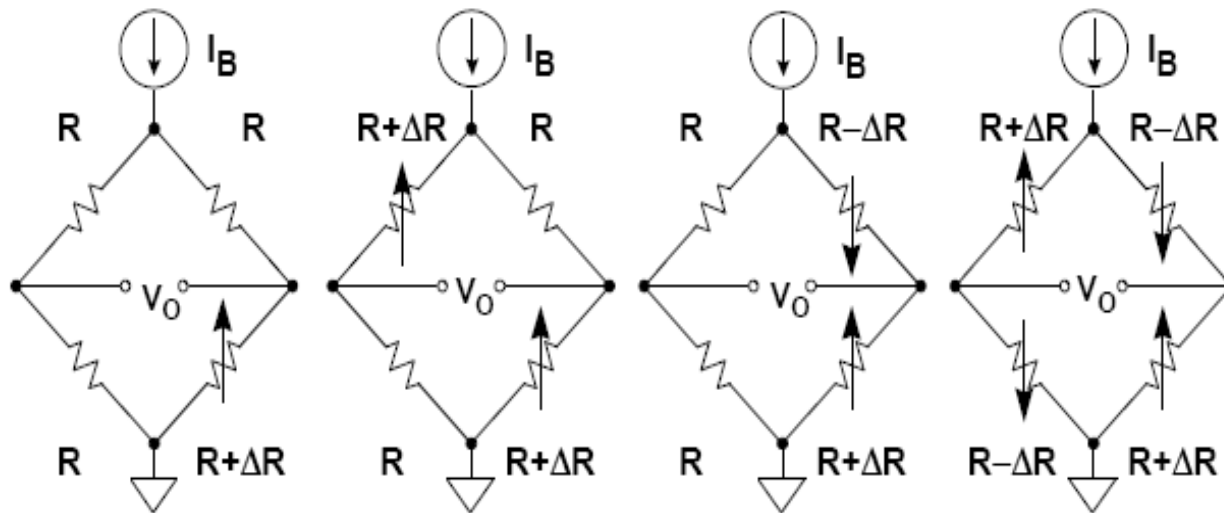 I_B I_B I_B I_B
R R R+ΔR R R R−ΔR R+ΔR R−ΔR
V_O V_O V_O V_O
R R+ΔR R R+ΔR R R+ΔR R−ΔR R+ΔR